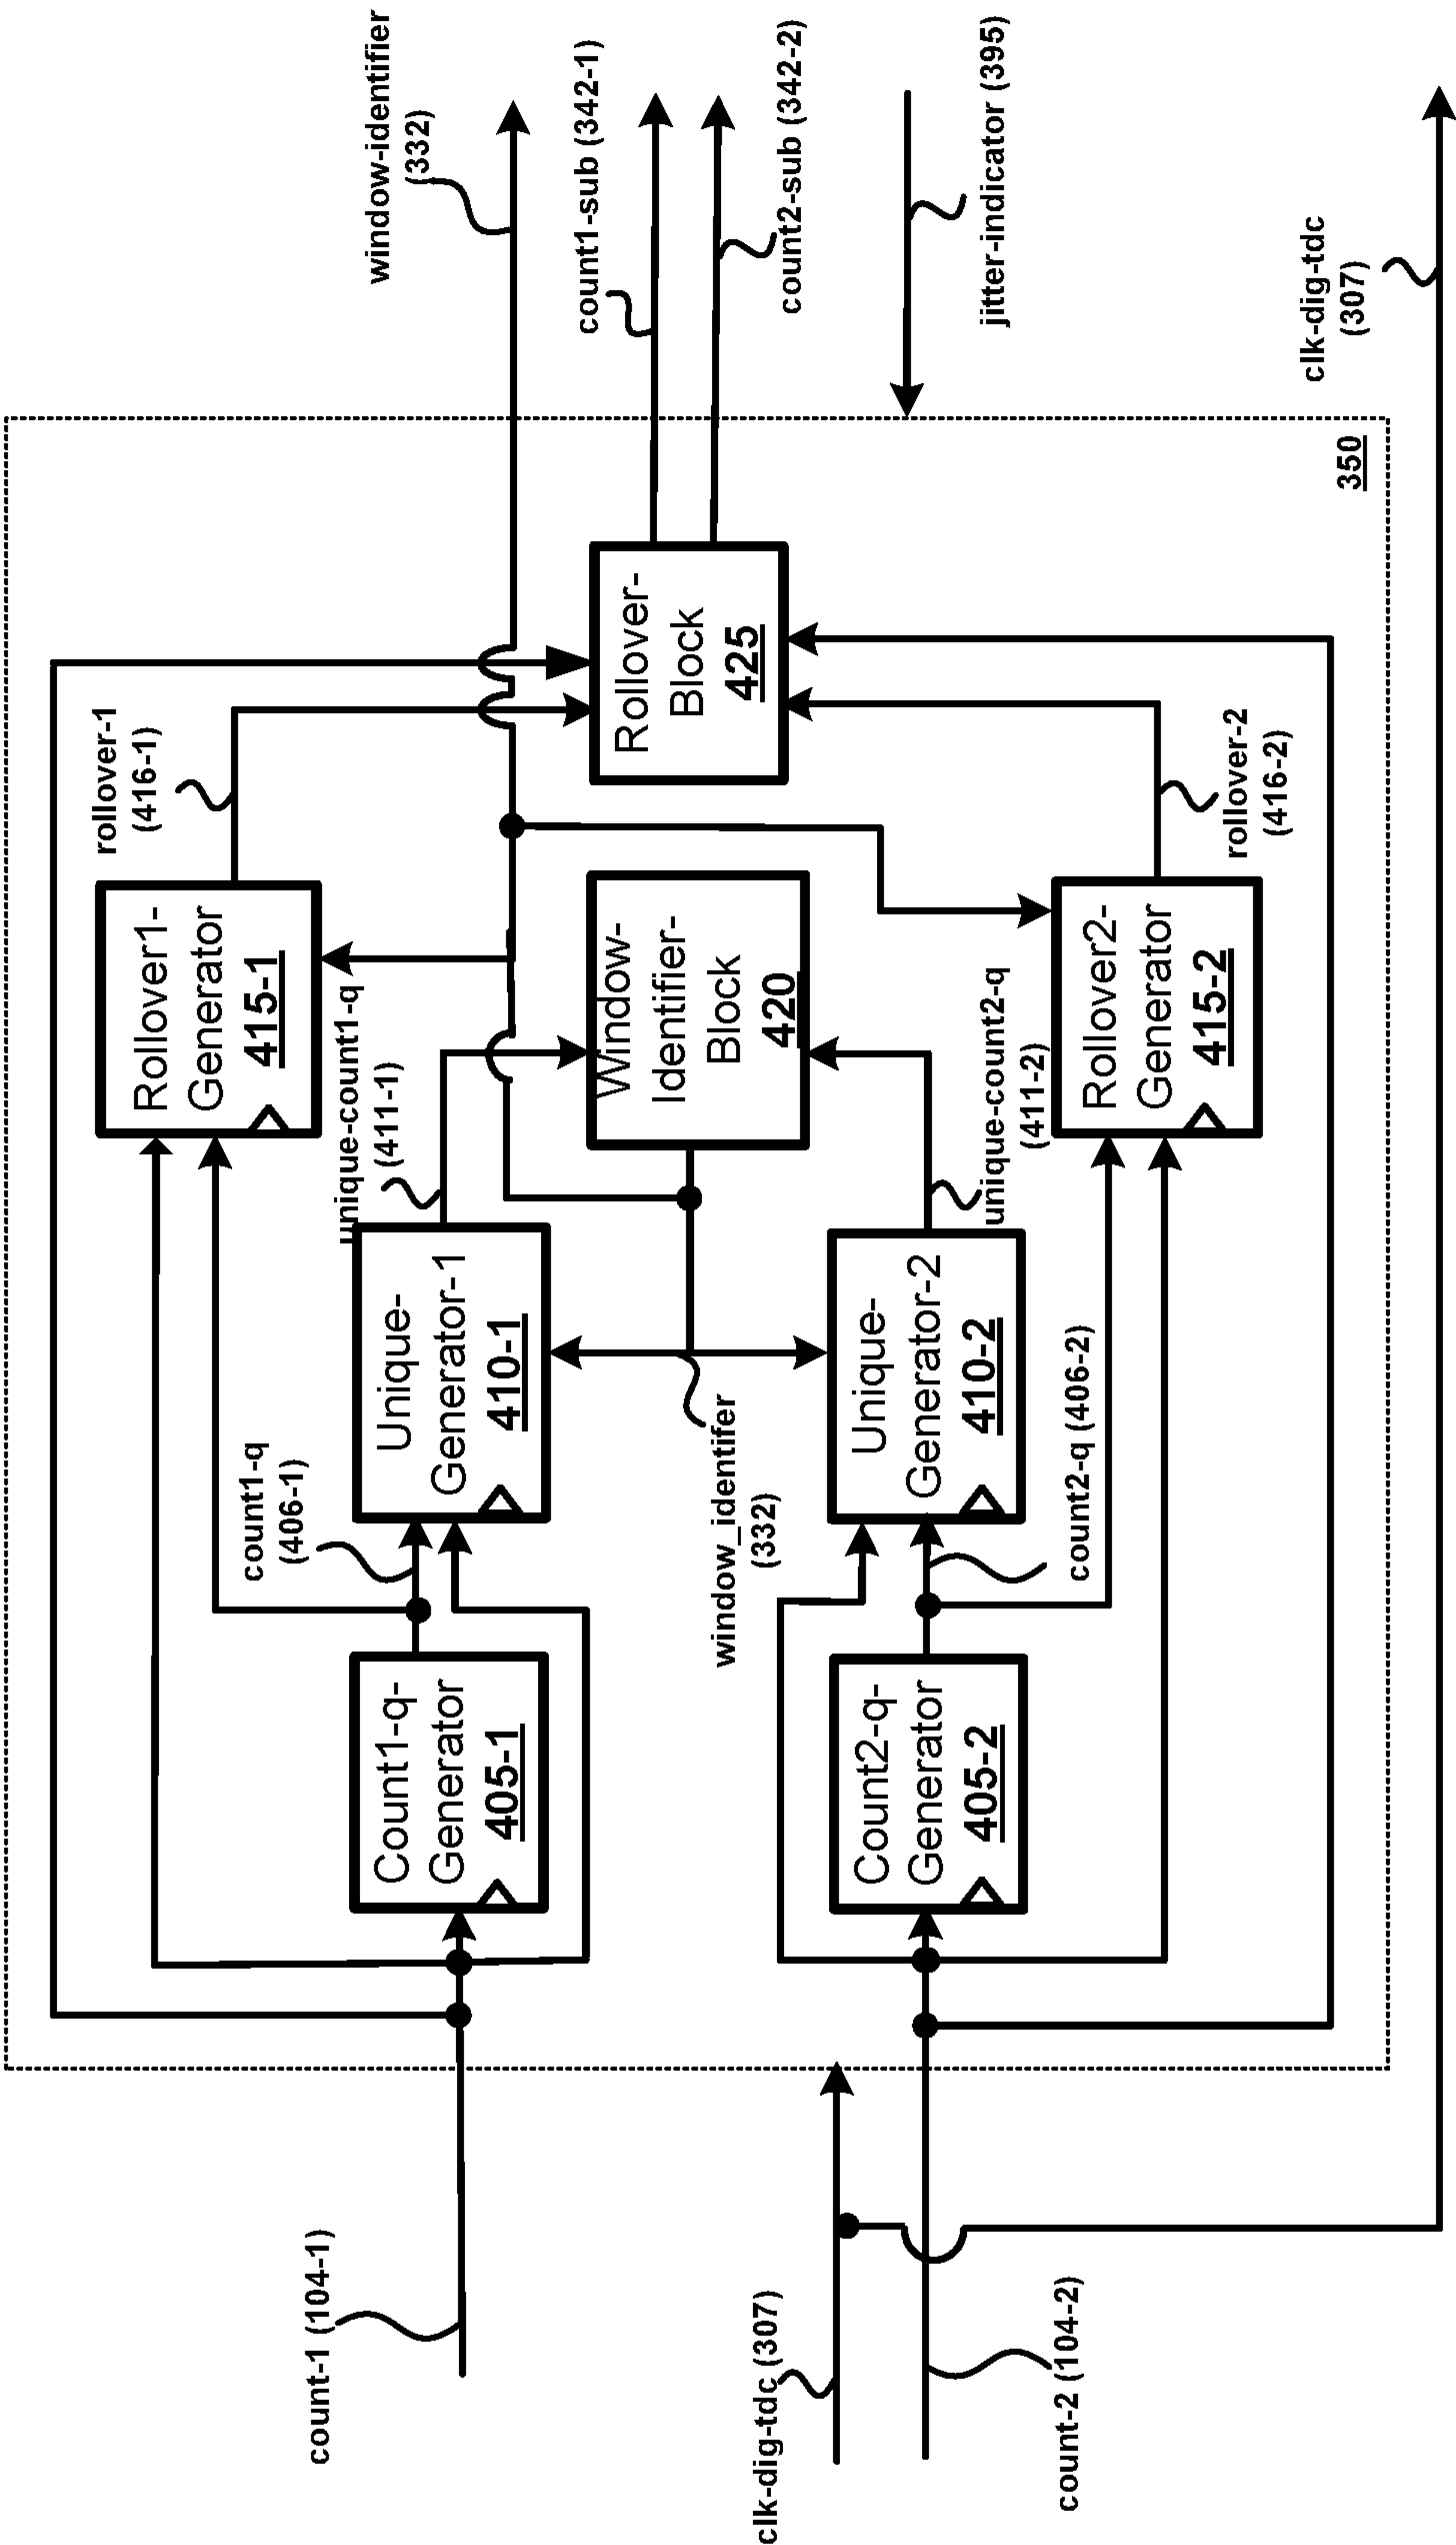 window-identifier
(332)
count1-sub (342-1)
count2-sub (342-2)
jitter-indicator (395)
clk-dig-tdc
(307)
350
rollover-1
(416-1)
Rollover-
Block
425
rollover-2
(416-2)
Rollover1-
Generator
415-1
Window-
Identifier-
Block
420
Rollover2-
Generator
415-2
unique-count1-q
(411-1)
unique-count2-q
(411-2)
Unique-
Generator-1
410-1
Unique-
Generator-2
410-2
count1-q
(406-1)
window_identifer
(332)
count2-q (406-2)
Count1-q-
Generator
405-1
Count2-q-
Generator
405-2
count-1 (104-1)
clk-dig-tdc (307)
count-2 (104-2)